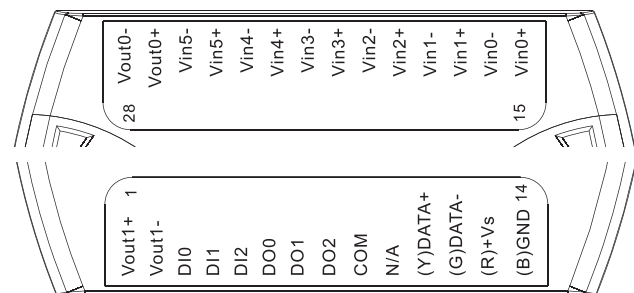 Vout0-
Vout0+
Vin5-
Vin5+
Vin4-
Vin4+
Vin3-
Vin3+
Vin2-
Vin2+
Vin1-
Vin1+
Vin0-
Vin0+
28
15
1
Vout1+
Vout1-
DI0
DI1
DI2
DO0
DO1
DO2
COM
N/A
(Y)DATA+
(G)DATA-
(R)+Vs
(B)GND 14